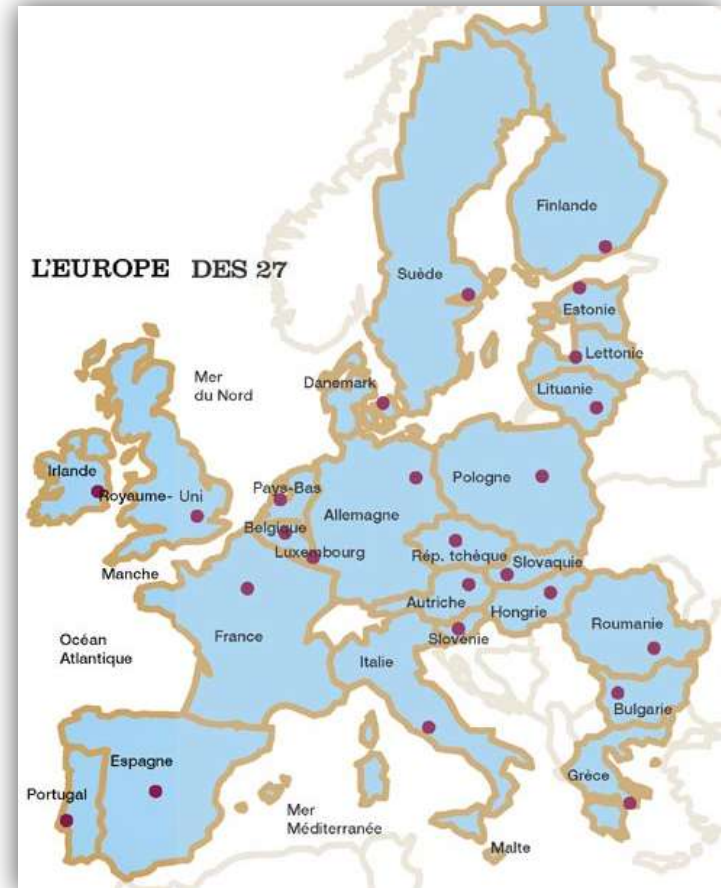 Finlande
L'EUROPE DES 27
Suède
Estonie
Lettonie
Mer
du Nord
Danemark
Lituanie
Irlande
Royaume-Uni
Pays-Bas
Allemagne
Pologne
Belgique
Luxembourg
Rép. tchèque
Slovaquie
Manche
Autriche
Hongrie
Roumanie
France
Slovénie
Océan
Atlantique
Italie
Bulgarie
Espagne
Grèce
Portugal
Mer
Méditerranée
Malte